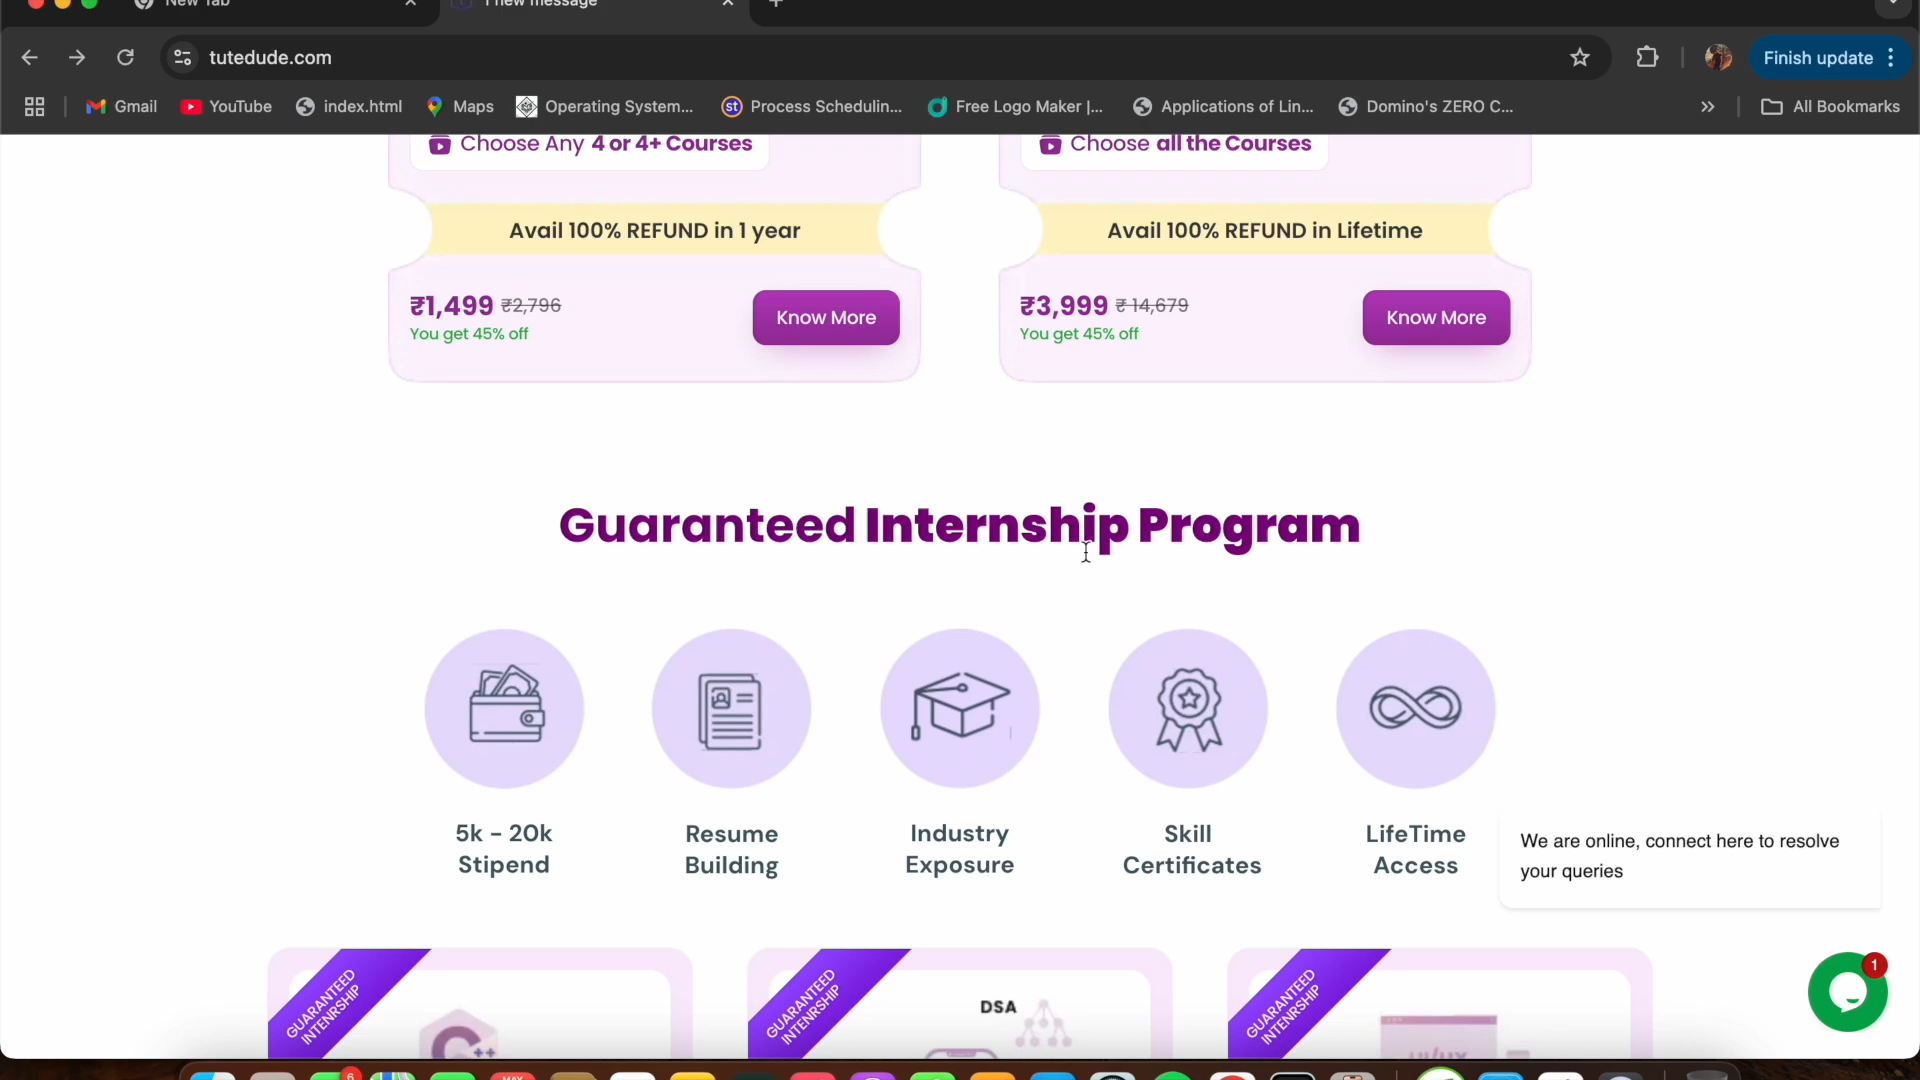 New Tab
1 new message
tutedude.com
Finish update
Gmail
YouTube
index.html
Maps
Operating System...
Process Schedulin...
Free Logo Maker |...
Applications of Lin...
Domino's ZERO C...
All Bookmarks
Choose Any 4 or 4+ Courses
Avail 100% REFUND in 1 year
₹1,499 ₹2,796
You get 45% off
Know More
Choose all the Courses
Avail 100% REFUND in Lifetime
₹3,999 ₹ 14,679
You get 45% off
Know More
Guaranteed Internship Program
5k - 20k
Stipend
Resume
Building
Industry
Exposure
Skill
Certificates
LifeTime
Access
We are online, connect here to resolve
your queries
1
GUARANTEED
INTENRSHIP
C++
GUARANTEED
INTENRSHIP
DSA
GUARANTEED
INTENRSHIP
UI/UX
6
MAY